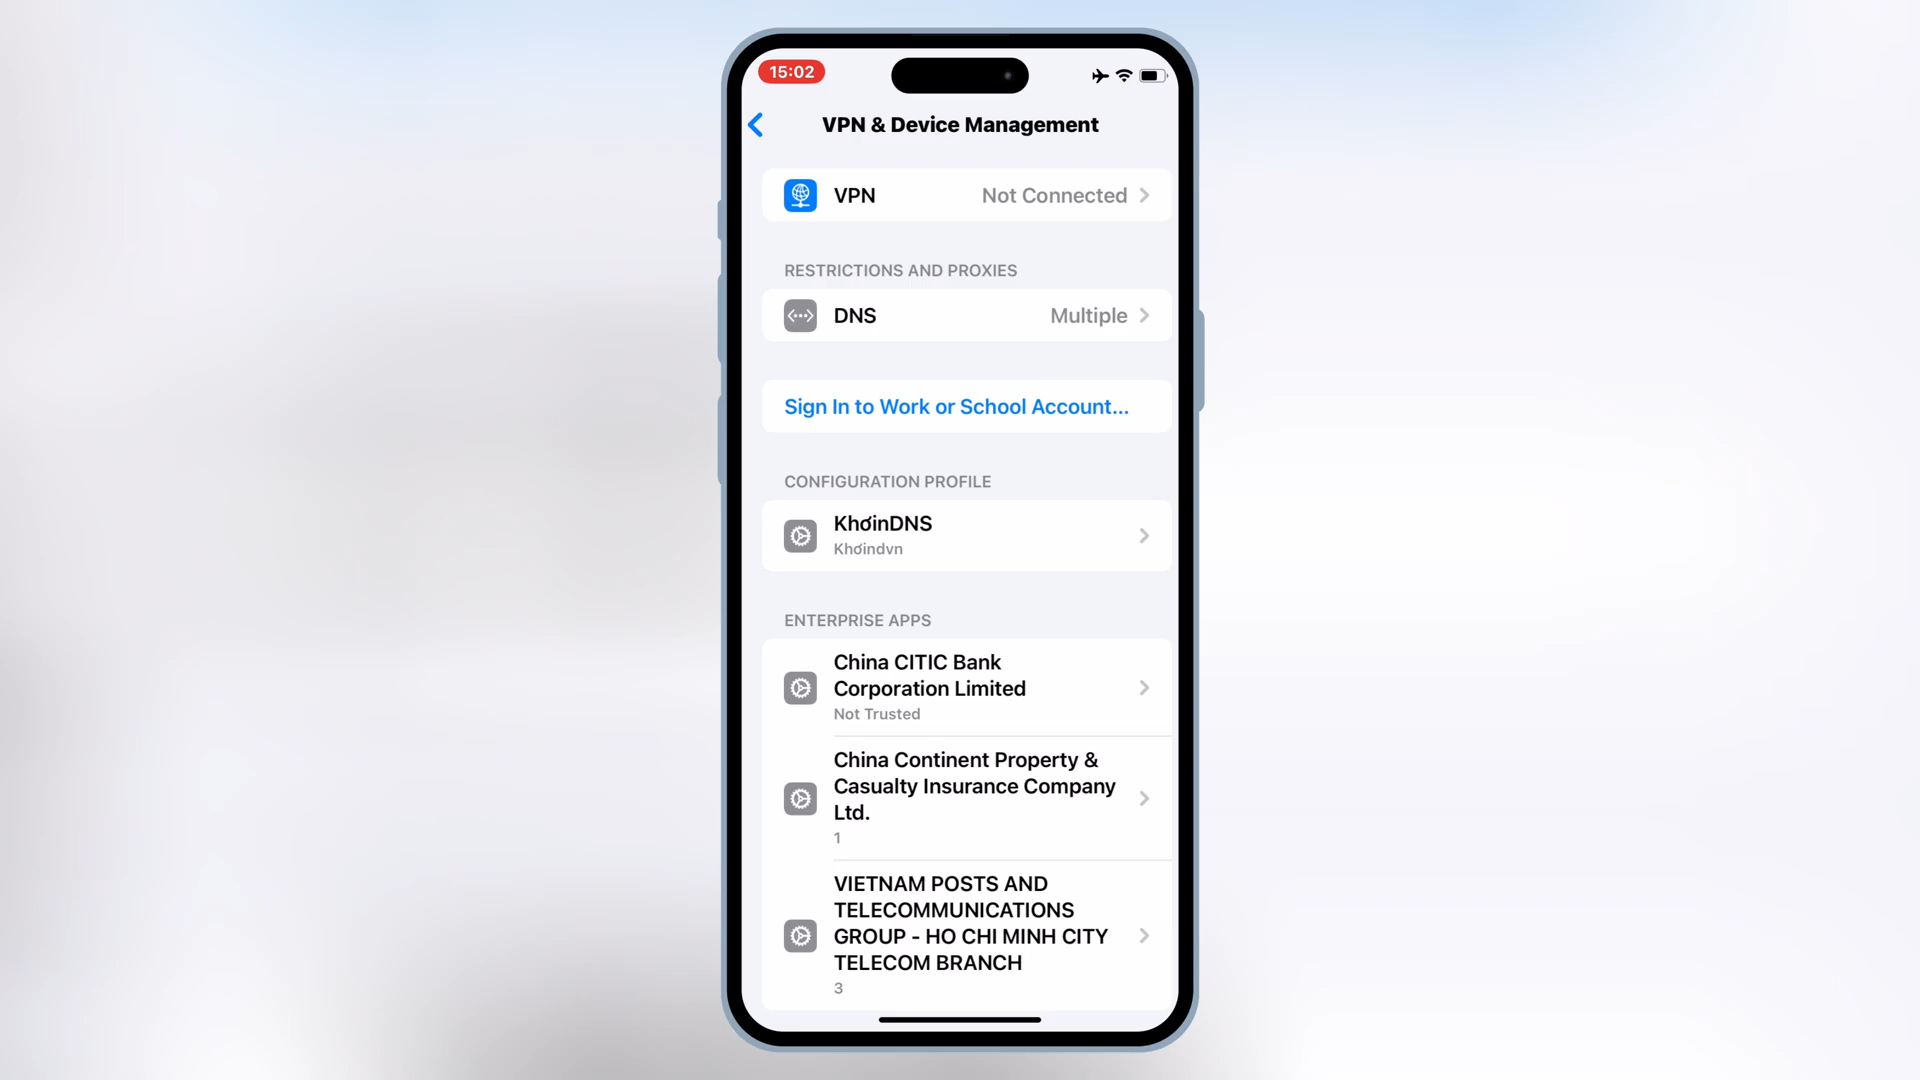 15:02
VPN & Device Management
VPN
Not Connected
RESTRICTIONS AND PROXIES
DNS
Multiple
Sign In to Work or School Account...
CONFIGURATION PROFILE
KhơinDNS
Khơindvn
ENTERPRISE APPS
China CITIC Bank
Corporation Limited
Not Trusted
China Continent Property &
Casualty Insurance Company
Ltd.
1
VIETNAM POSTS AND
TELECOMMUNICATIONS
GROUP - HO CHI MINH CITY
TELECOM BRANCH
3